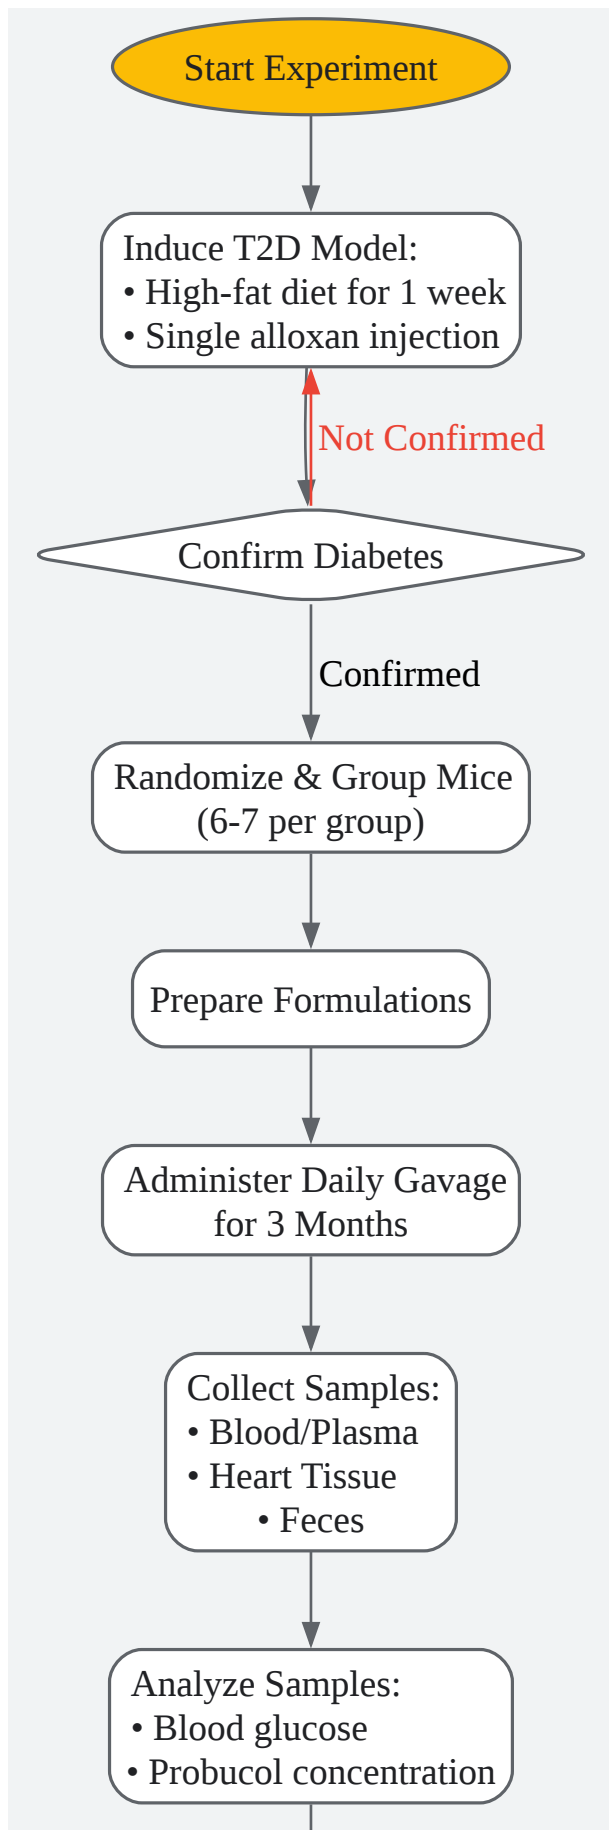 Start Experiment
Induce T2D Model:
• High-fat diet for 1 week
• Single alloxan injection
Not Confirmed
Confirm Diabetes
Confirmed
Randomize & Group Mice
(6-7 per group)
Prepare Formulations
Administer Daily Gavage
for 3 Months
Collect Samples:
• Blood/Plasma
• Heart Tissue
• Feces
Analyze Samples:
• Blood glucose
• Probucol concentration